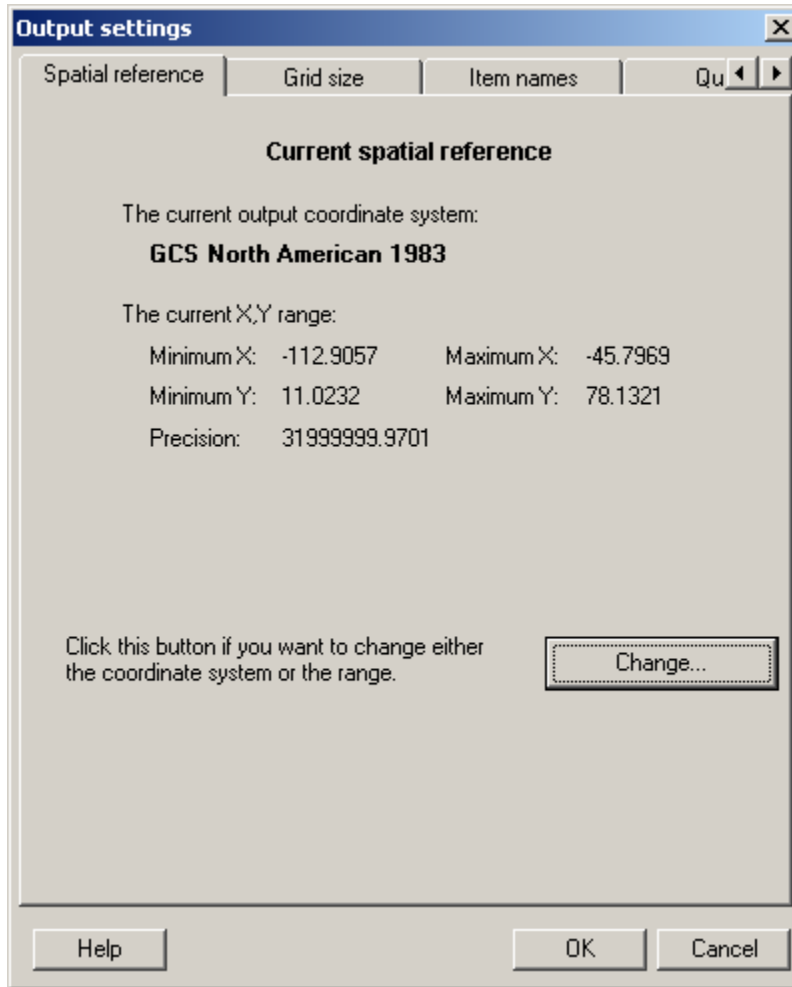 Output settings
Spatial reference Grid size Item names Qu
Current spatial reference
The current output coordinate system:
GCS North American 1983
The current X,Y range:
Minimum X: -112.9057 Maximum X: -45.7969
Minimum Y: 11.0232 Maximum Y: 78.1321
Precision: 31999999.9701
Click this button if you want to change either
the coordinate system or the range.
Change...
Help OK Cancel